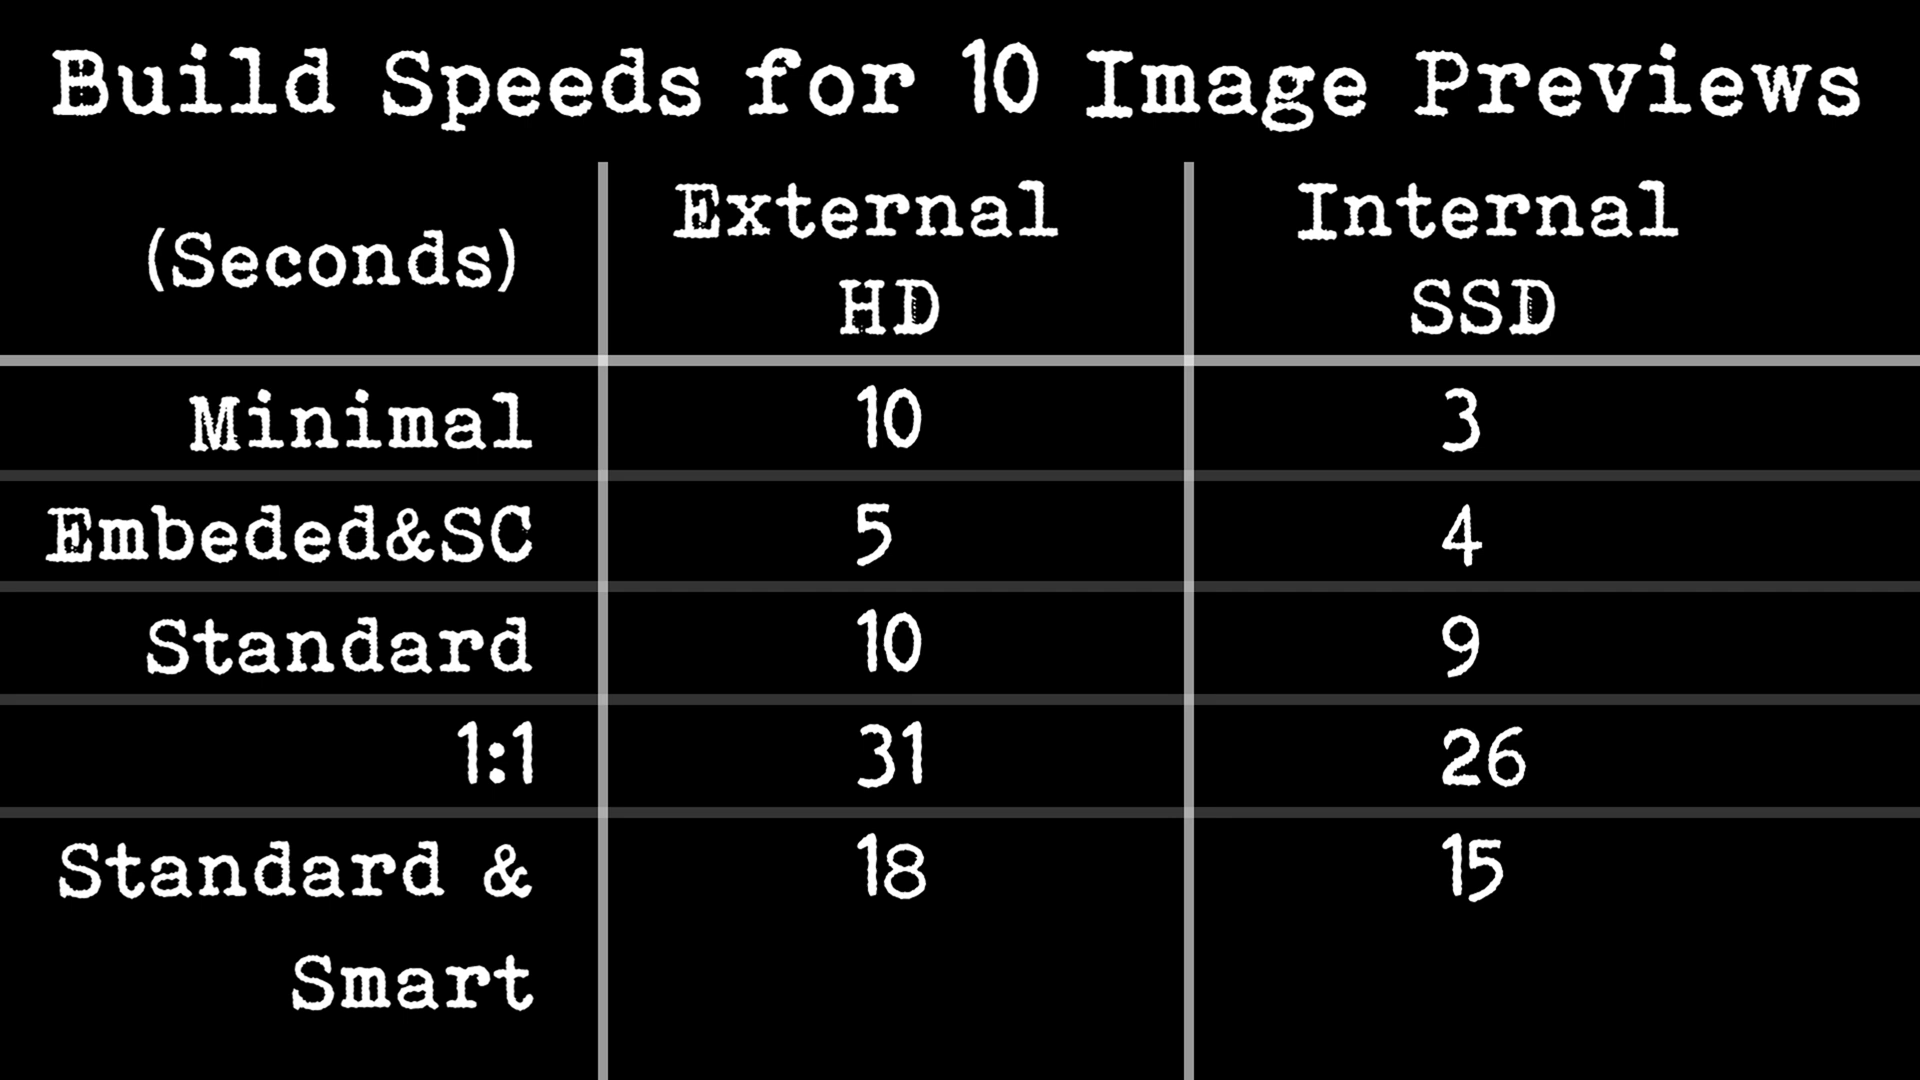 Build Speeds for 10 Image Previews
(Seconds) External HD Internal SSD
Minimal 10 3
Embeded&SC 5 4
Standard 10 9
1:1 31 26
Standard & 18 15
Smart